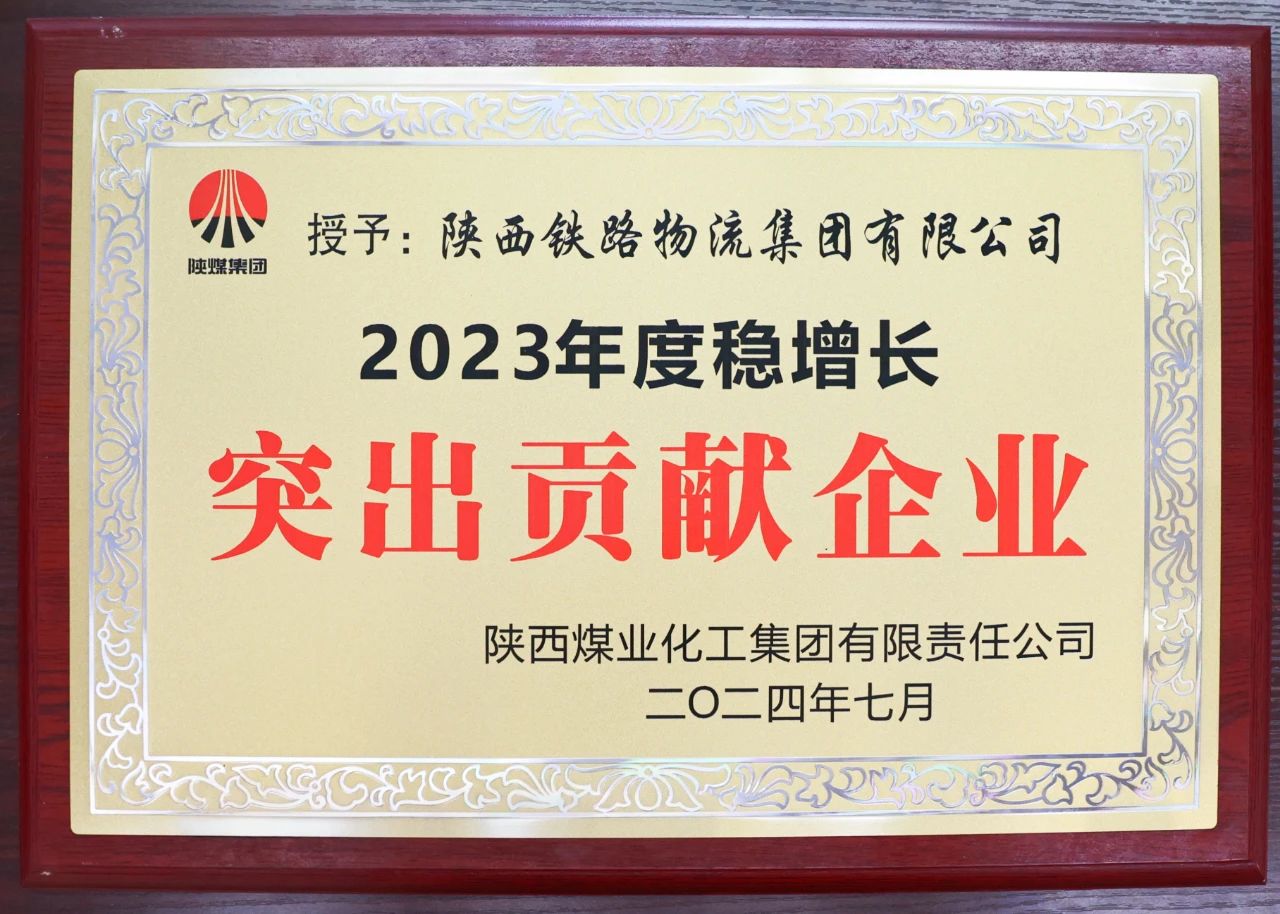 陕煤集团
授予：陕西铁路物流集团有限公司
2023年度稳增长
突出贡献企业
陕西煤业化工集团有限责任公司
二〇二四年七月